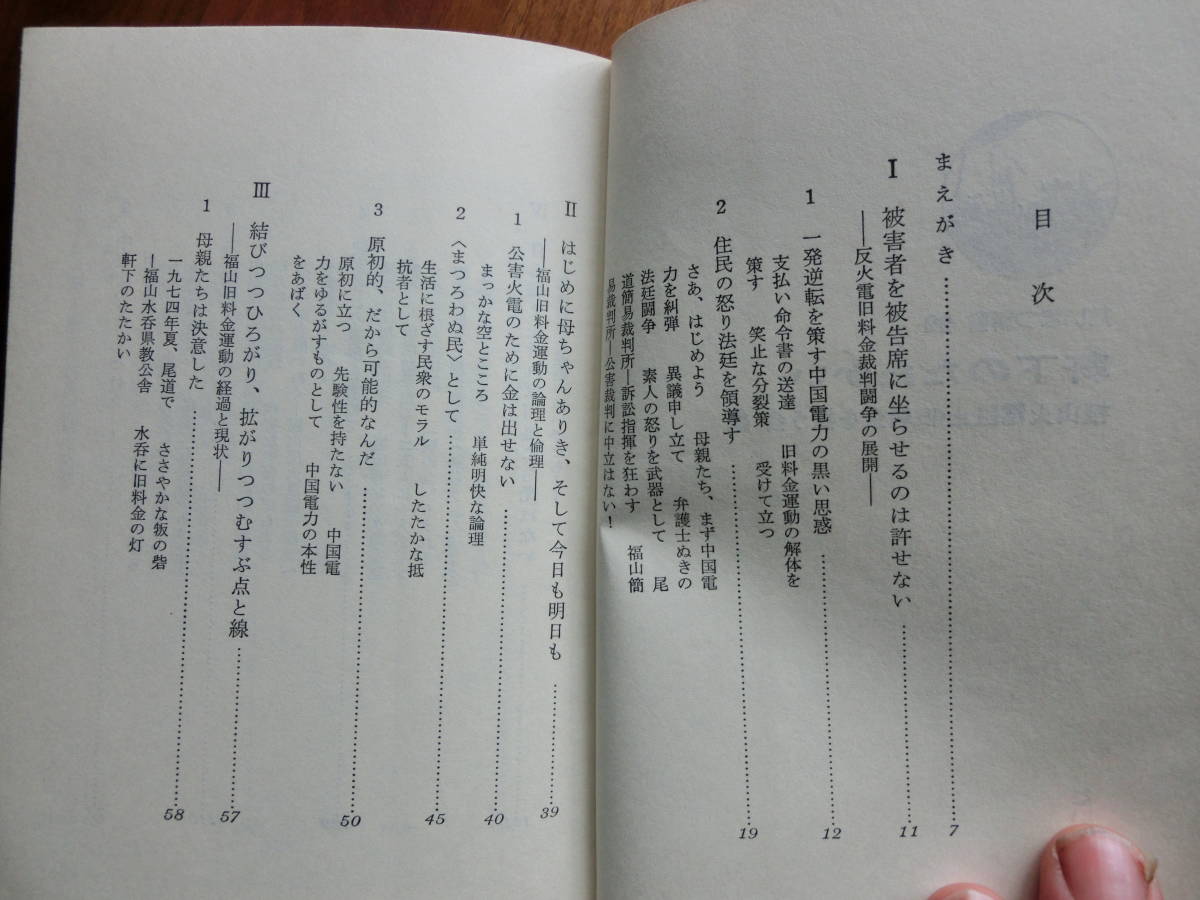 目次
まえがき……………………7
Ⅰ 被害者を被告席に坐らせるのは許せない……………………11
――反火電旧料金裁判闘争の展開――
1 一発逆転を策す中国電力の黒い思惑……………………12
支払い命令書の送達 旧料金運動の解体を
策す 笑止な分裂策 受けて立つ
2 住民の怒り法廷を領導す……………………19
さあ、はじめよう 母親たち、まず中国電
力を糾弾 異議申し立て 弁護士ぬきの
法廷闘争 素人の怒りを武器として 尾
道簡易裁判所―訴訟指揮を狂わす 福山簡
易裁判所―公害裁判に中立はない!
Ⅱ はじめに母ちゃんありき、そして今日も明日も……………………39
――福山旧料金運動の論理と倫理――
1 公害火電のために金は出せない……………………40
まっかな空とこころ 単純明快な論理
2 〈まつろわぬ民〉として……………………45
生活に根ざす民衆のモラル したたかな抵
抗者として
3 原初的、だから可能的なんだ……………………50
原初に立つ 先験性を持たない 中国電
力をゆるがすものとして 中国電力の本性
をあばく
Ⅲ 結びつつひろがり、拡がりつつむすぶ点と線……………………57
――福山旧料金運動の経過と現状――
1 母親たちは決意した……………………58
一九七四年夏、尾道で ささやかな叛の砦
―福山水呑県教公舎 水呑に旧料金の灯
軒下のたたかい